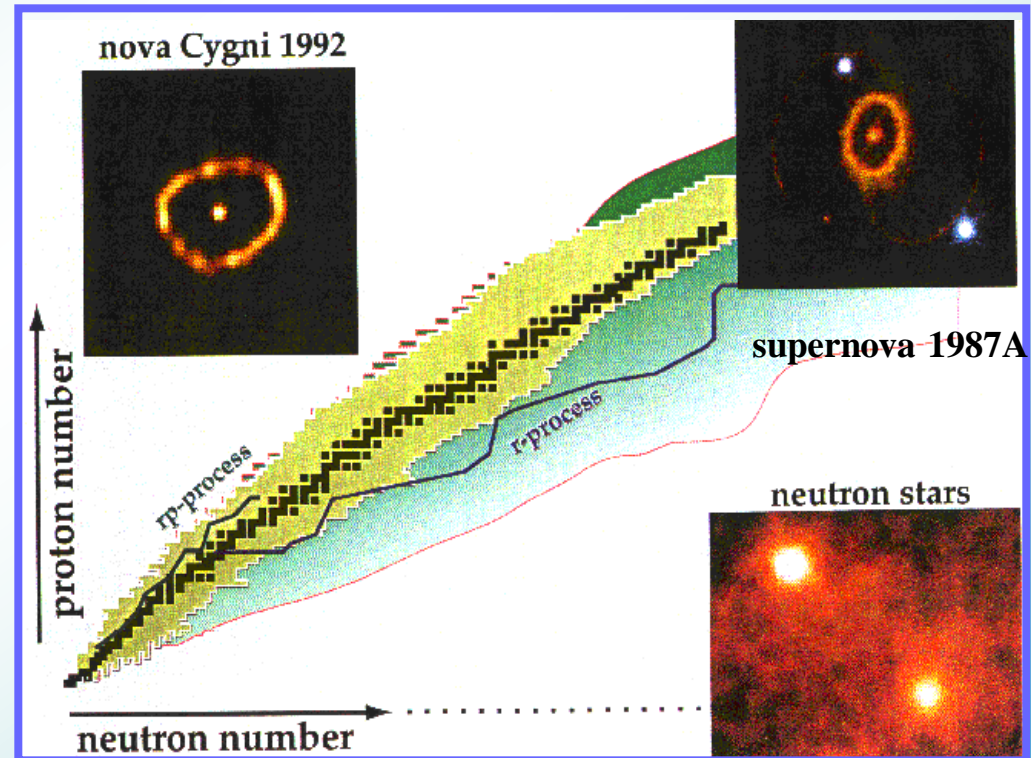 nova Cygni 1992
supernova 1987A
rp-process
r-process
neutron stars
proton number
neutron number